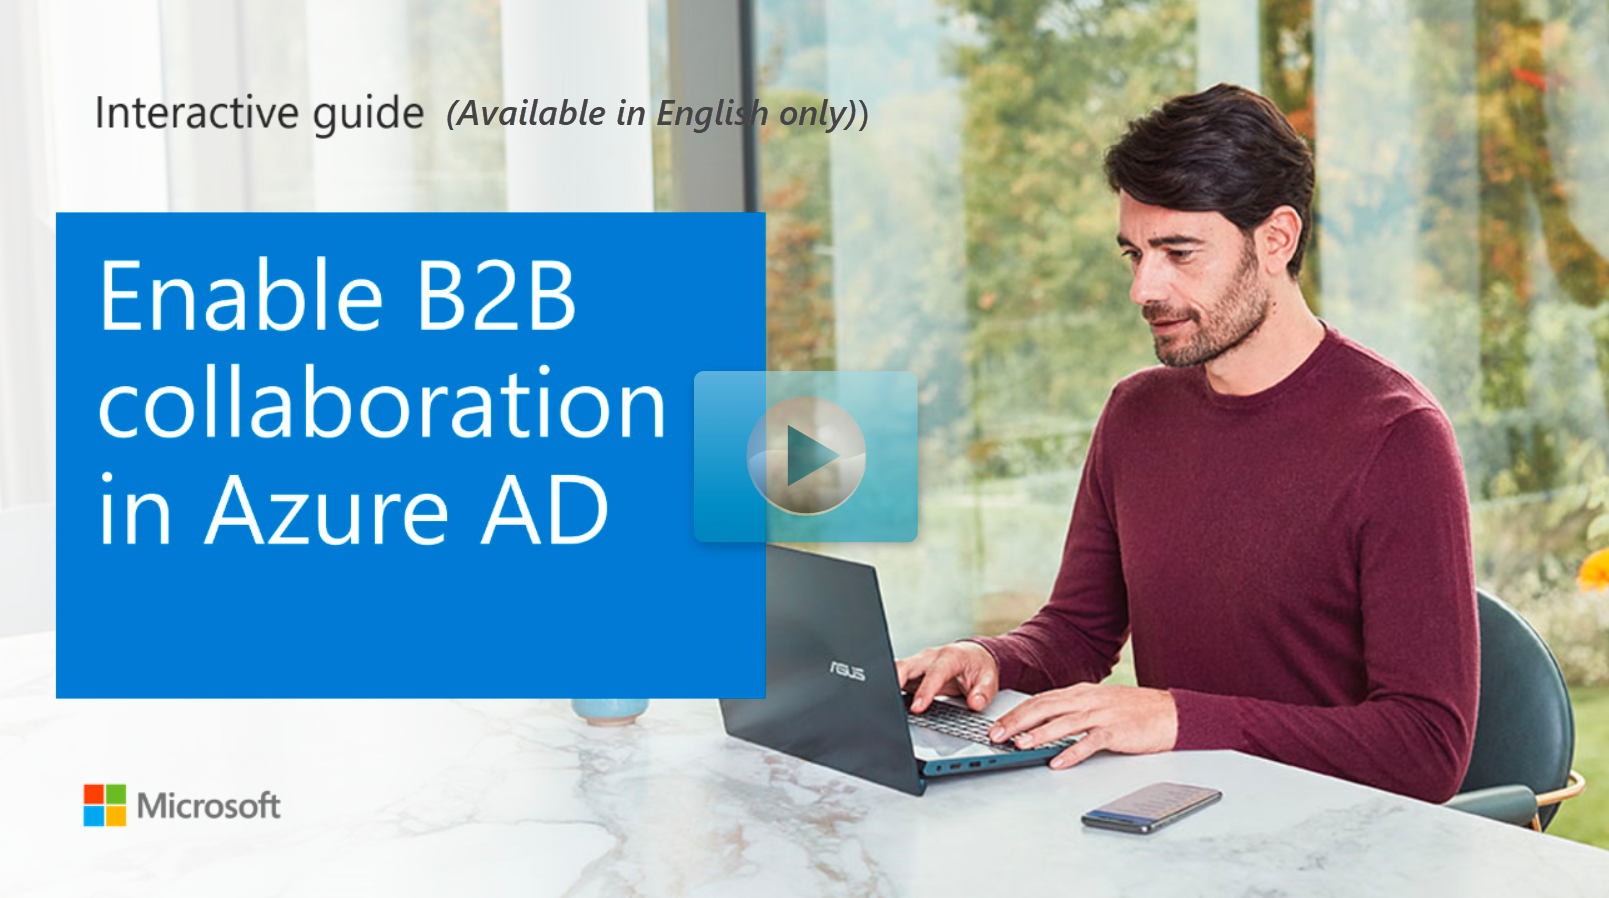 Interactive guide (Available in English only))
Enable B2B
collaboration
in Azure AD
ASUS
Microsoft